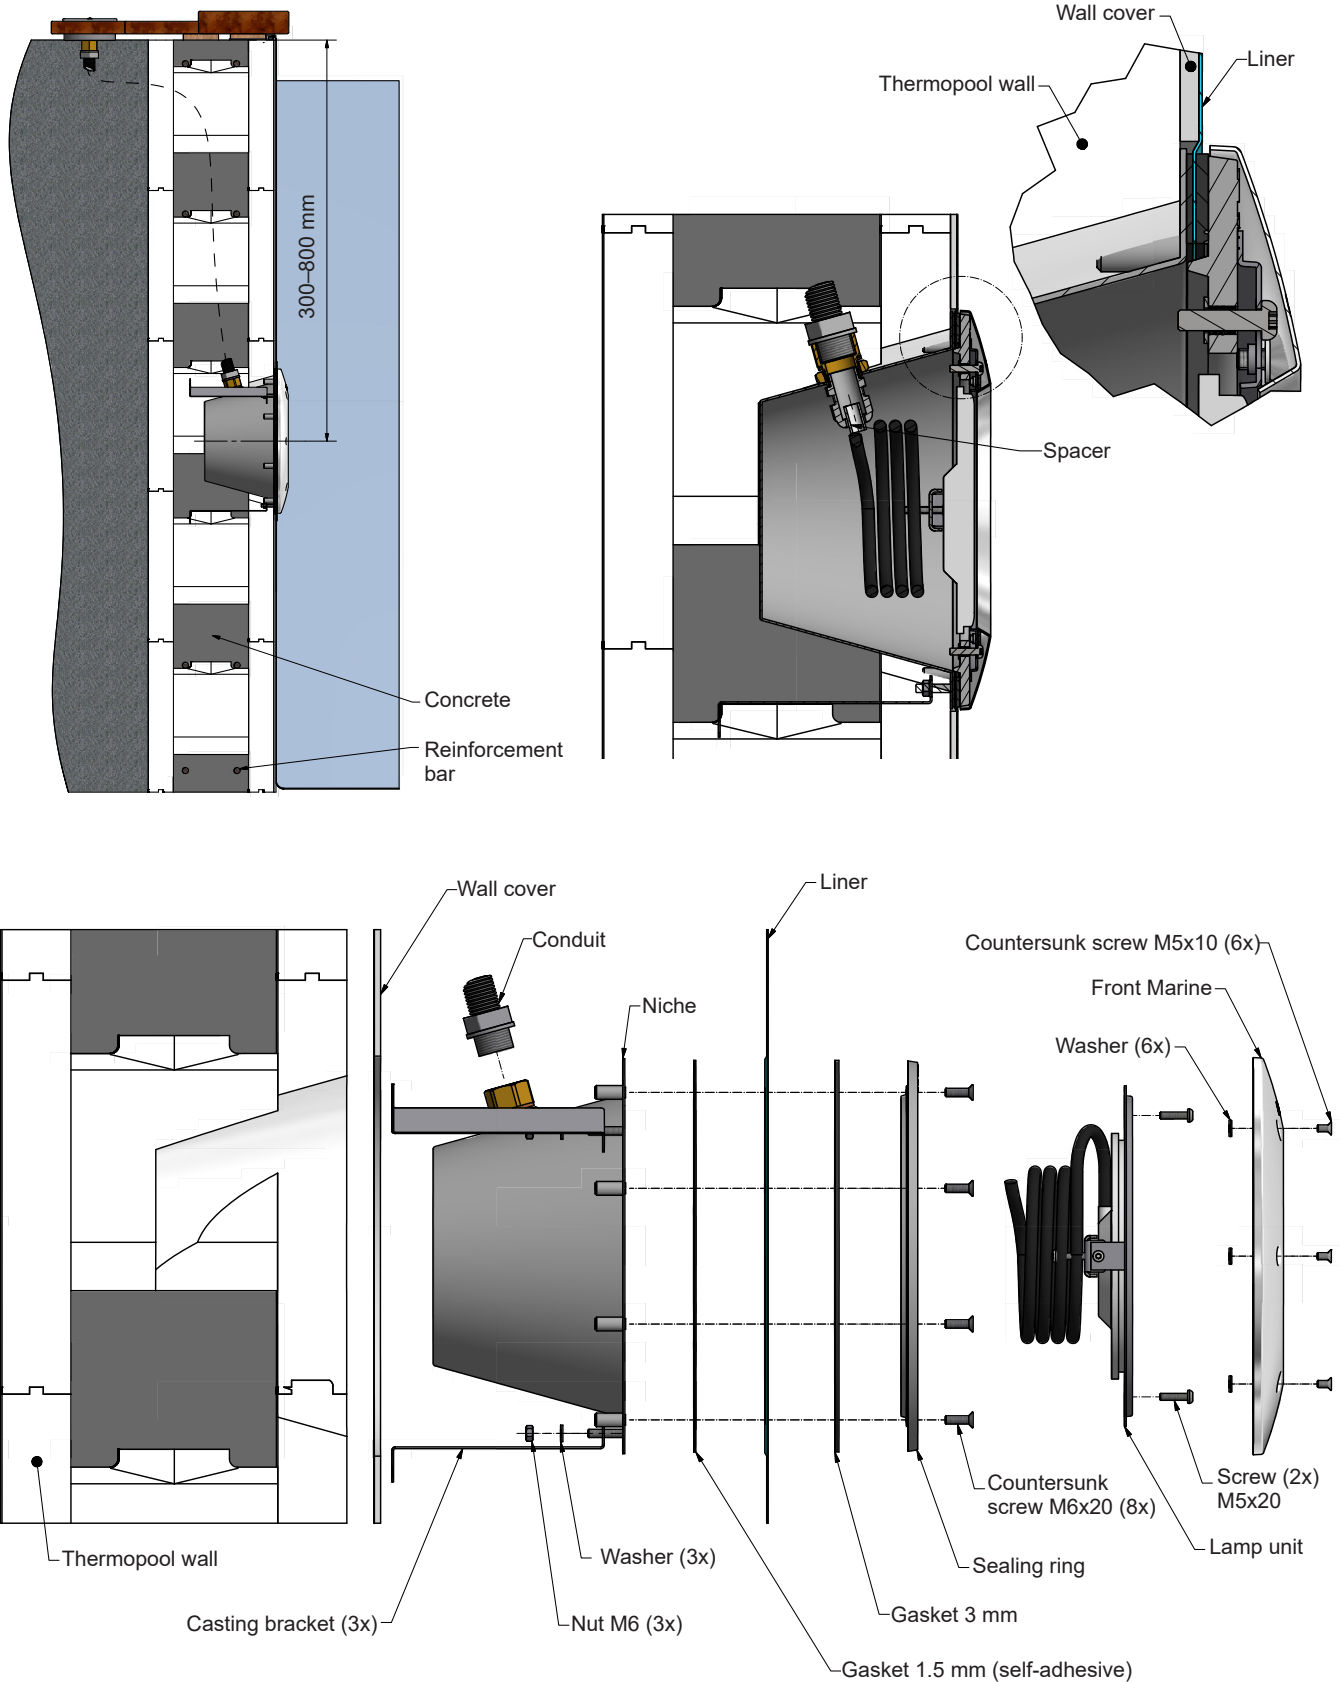 Wall cover
Liner
Thermopool wall
300–800 mm
Spacer
Concrete
Reinforcement
bar
Wall cover
Liner
Conduit
Countersunk screw M5x10 (6x)
Front Marine
Niche
Washer (6x)
Countersunk
screw M6x20 (8x)
Screw (2x)
M5x20
Lamp unit
Thermopool wall
Washer (3x)
Sealing ring
Casting bracket (3x)
Nut M6 (3x)
Gasket 3 mm
Gasket 1.5 mm (self-adhesive)